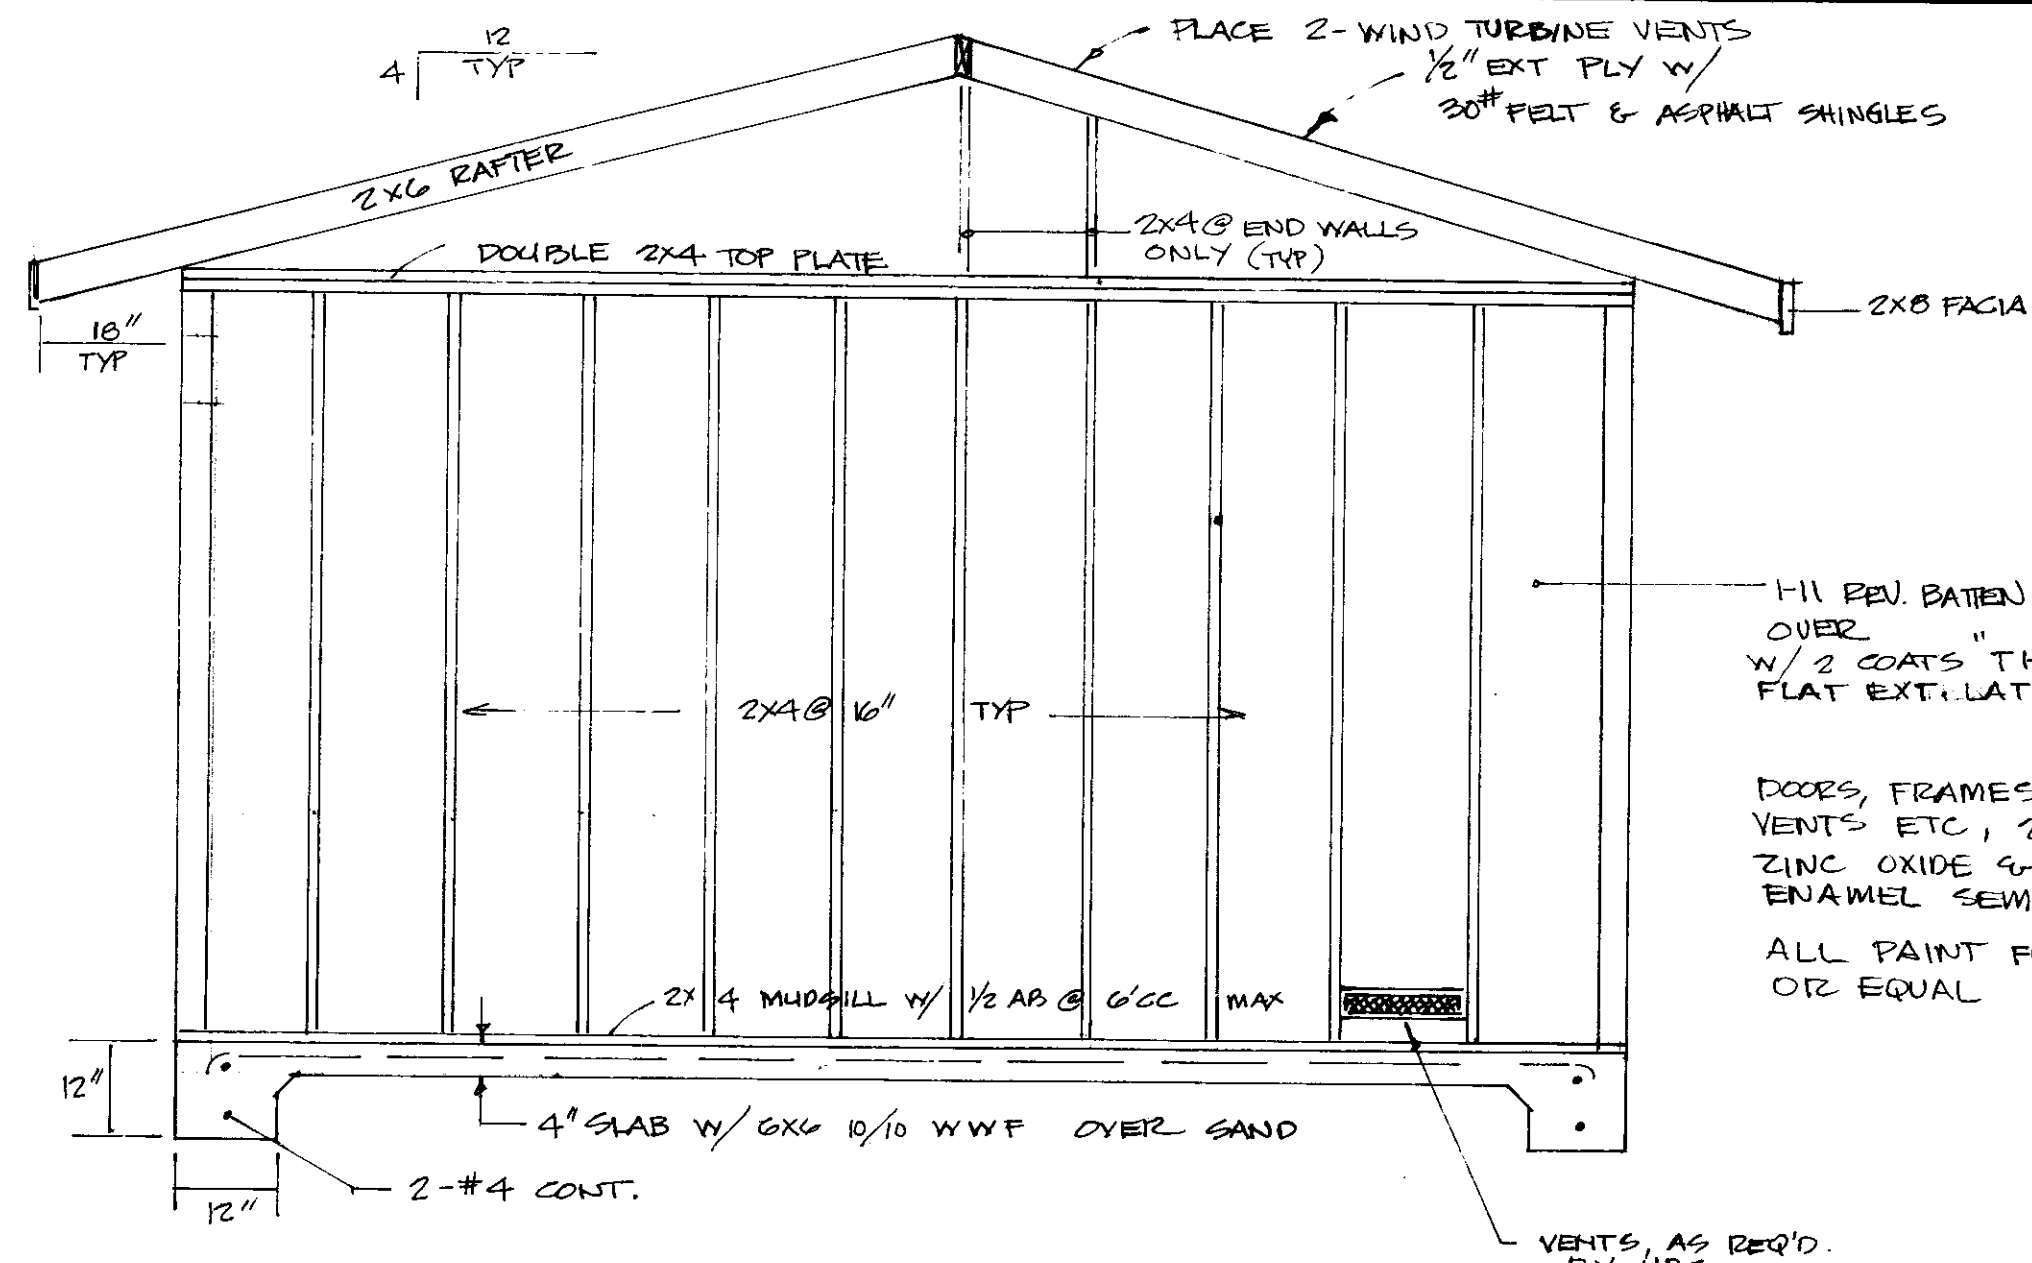 12
4 TYP
PLACE 2-WIND TURBINE VENTS
1/2" EXT PLY W/
30# FELT & ASPHALT SHINGLES
2X6 RAFTER
2X4 @ END WALLS
ONLY (TYP)
DOUBLE 2X4 TOP PLATE
2X8 FACIA
18"
TYP
1-11 REV. BATTEN
OVER "
W/ 2 COATS "TH
FLAT EXT. LAT
2X4 @ 16" TYP
DOORS, FRAMES
VENTS ETC, 2
ZINC OXIDE &
ENAMEL SEM
ALL PAINT F
OR EQUAL
2X4 MUDSILL W/ 1/2 AB @ 6'CC MAX
12"
4" SLAB W/ 6X6 10/10 WWF OVER SAND
2-#4 CONT.
12"
VENTS, AS REQ'D.